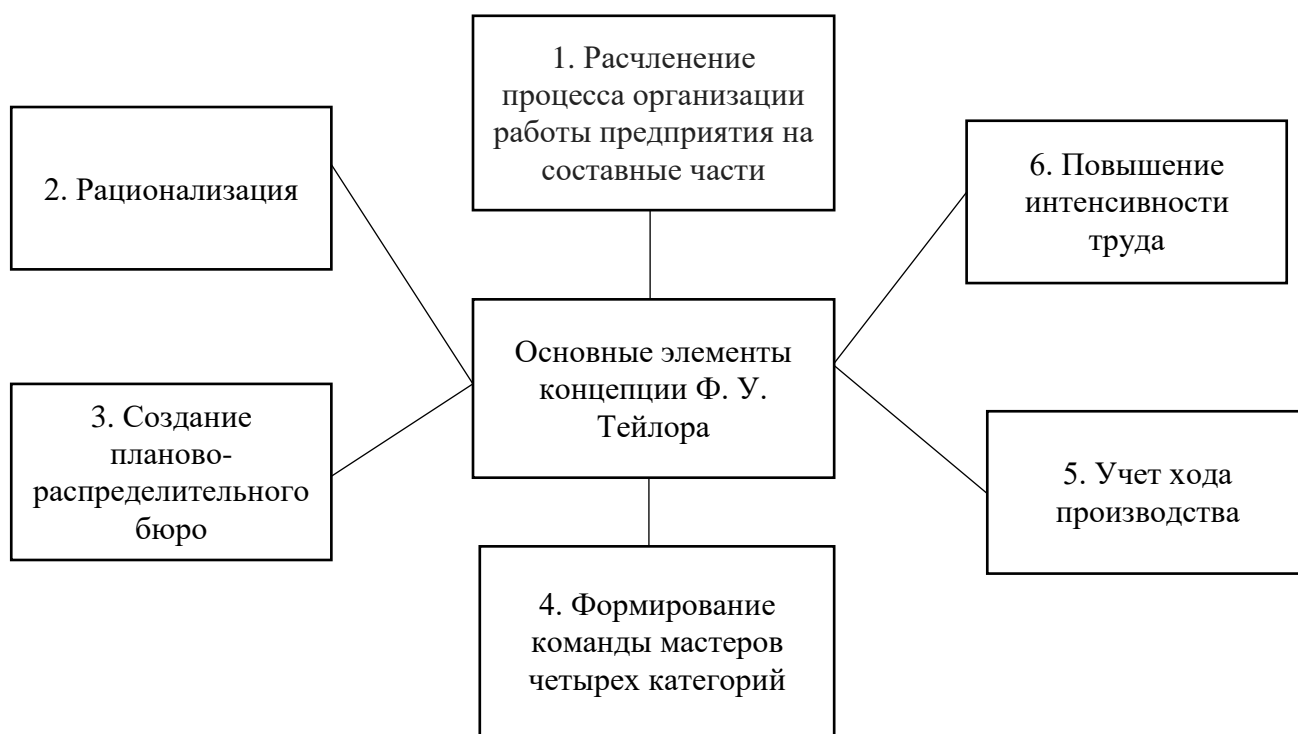 1. Расчленение
процесса организации
работы предприятия на
составные части
2. Рационализация
6. Повышение
интенсивности
труда
Основные элементы
концепции Ф. У.
Тейлора
3. Создание
планово-
распределительного
бюро
5. Учет хода
производства
4. Формирование
команды мастеров
четырех категорий